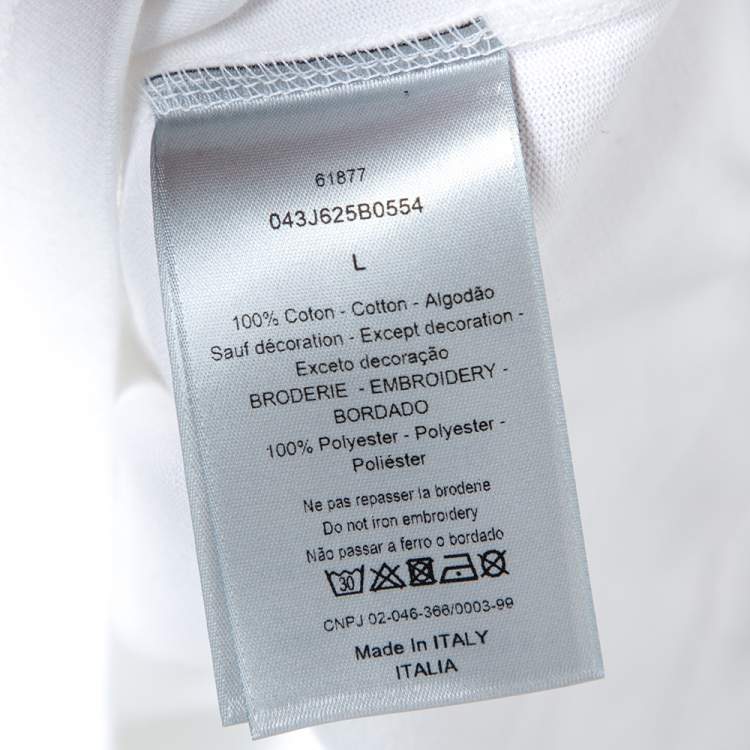 61877
043J625B0554
L
100% Coton - Cotton - Algodão
Sauf décoration - Except decoration -
Exceto decoração
BRODERIE - EMBROIDERY -
BORDADO
100% Polyester - Polyester -
Poliéster
Ne pas repasser la broderie
Do not iron embroidery
Não passar a ferro o bordado
30
CNPJ 02-046-366/0003-99
Made In ITALY
ITALIA